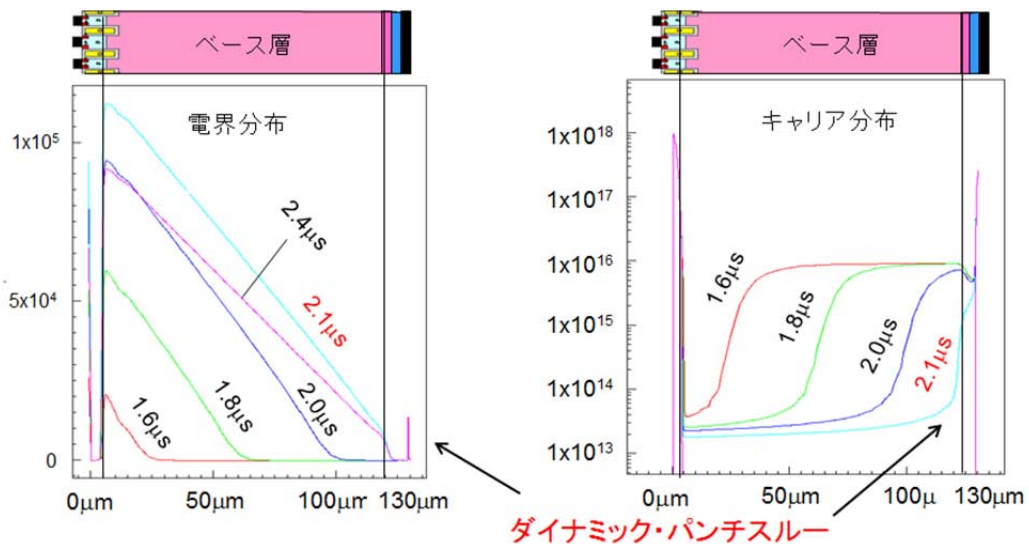 ベース層
電界分布
1x10⁵
5x10⁴
0
2.4μs
2.1μs
2.0μs
1.8μs
1.6μs
0μm
50μm
100μm
130μm
ベース層
キャリア分布
1x10¹⁸
1x10¹⁷
1x10¹⁶
1x10¹⁵
1x10¹⁴
1x10¹³
1.6μs
1.8μs
2.0μs
2.1μs
0μm
50μm
100μ
130μm
ダイナミック・パンチスルー